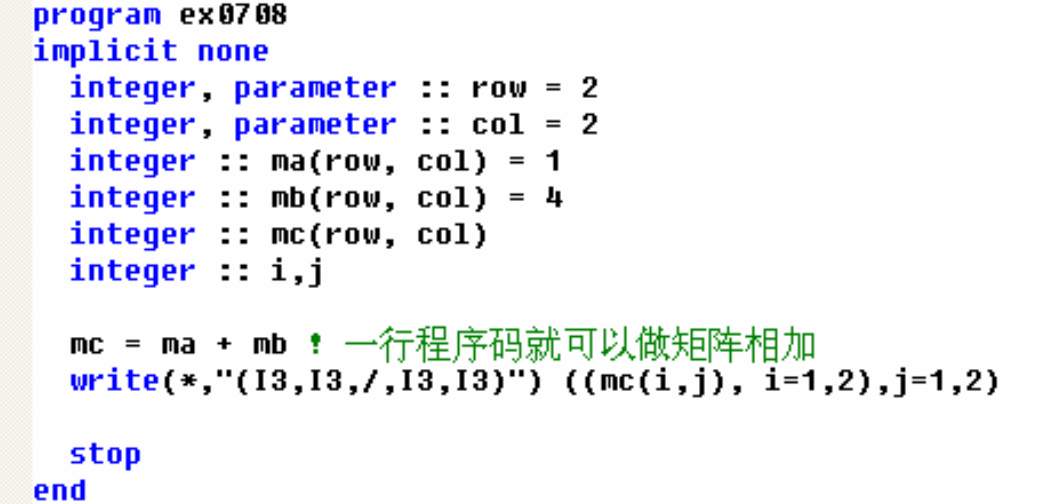 program ex0708
implicit none
integer, parameter :: row = 2
integer, parameter :: col = 2
integer :: ma(row, col) = 1
integer :: mb(row, col) = 4
integer :: mc(row, col)
integer :: i,j
mc = ma + mb ! 一行程序码就可以做矩阵相加
write(*,"(I3,I3,/,I3,I3)") ((mc(i,j), i=1,2),j=1,2)
stop
end